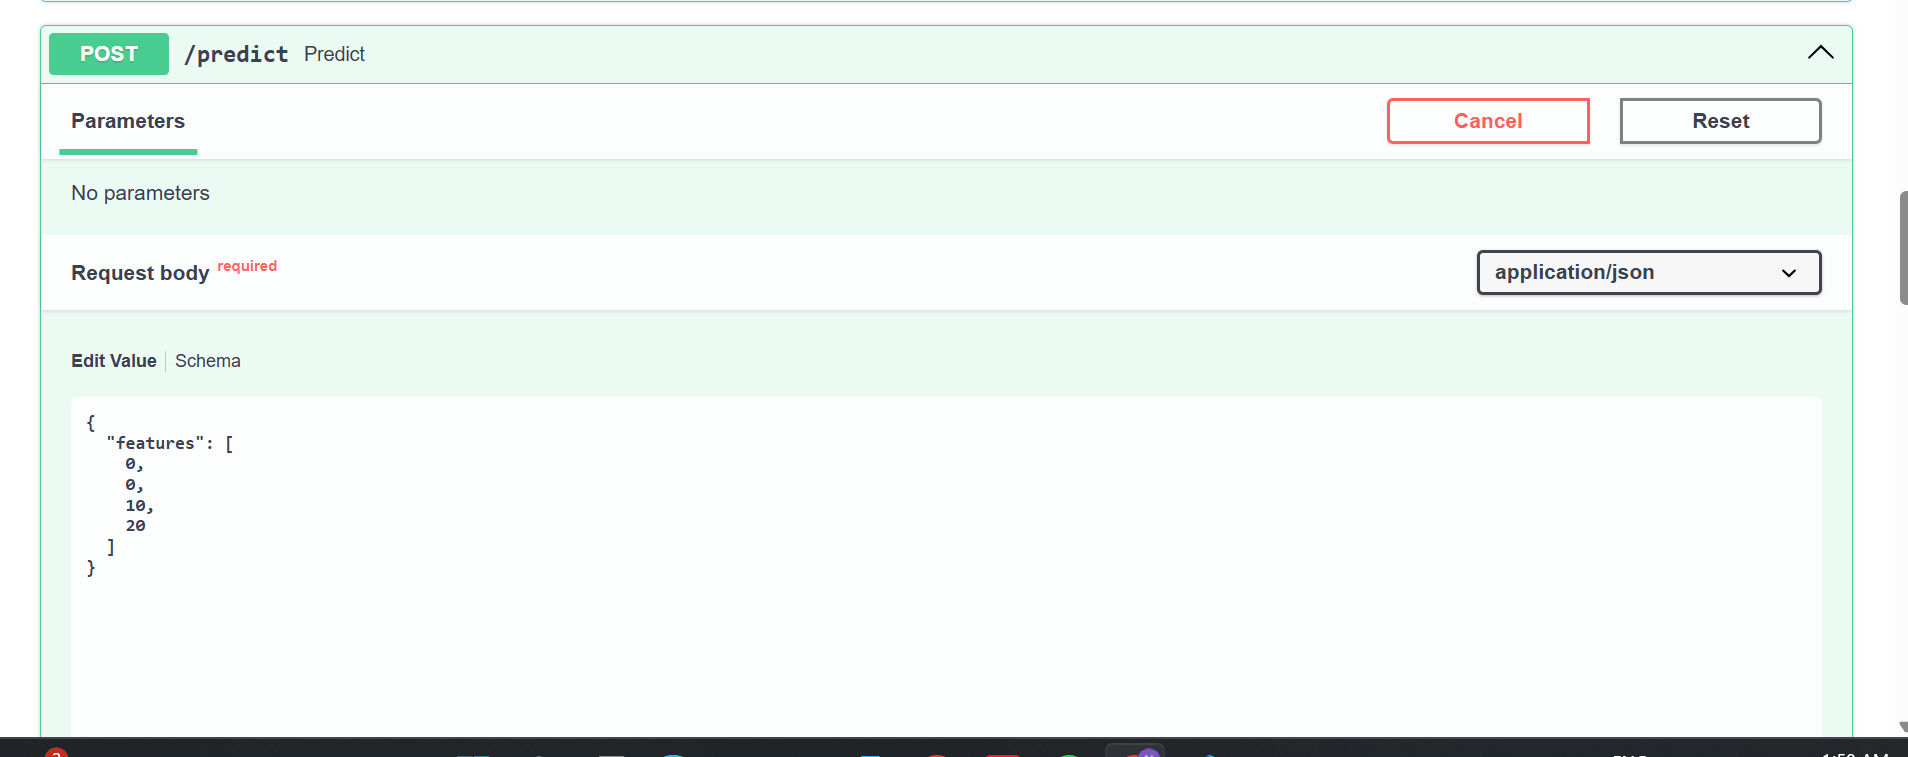 POST /predict Predict
Parameters
Cancel
Reset
No parameters
Request body required
application/json
Edit Value | Schema
{
  "features": [
    0,
    0,
    10,
    20
  ]
}